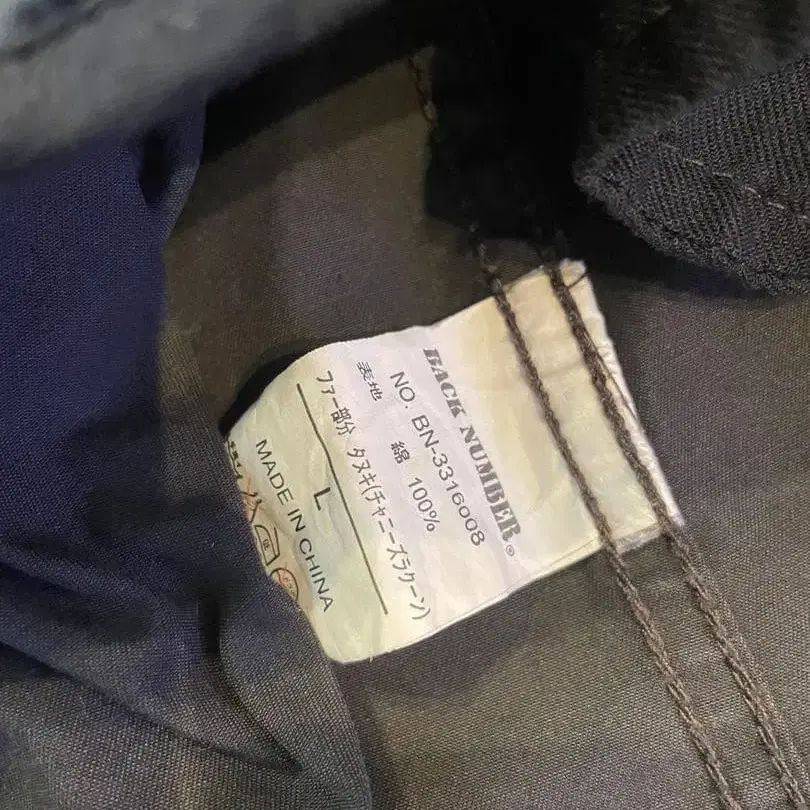 BACK NUMBER®
NO. BN-3316008
表地 綿 100%
ファー部分 タヌキ(チャニーズラクーン)
L
MADE IN CHINA